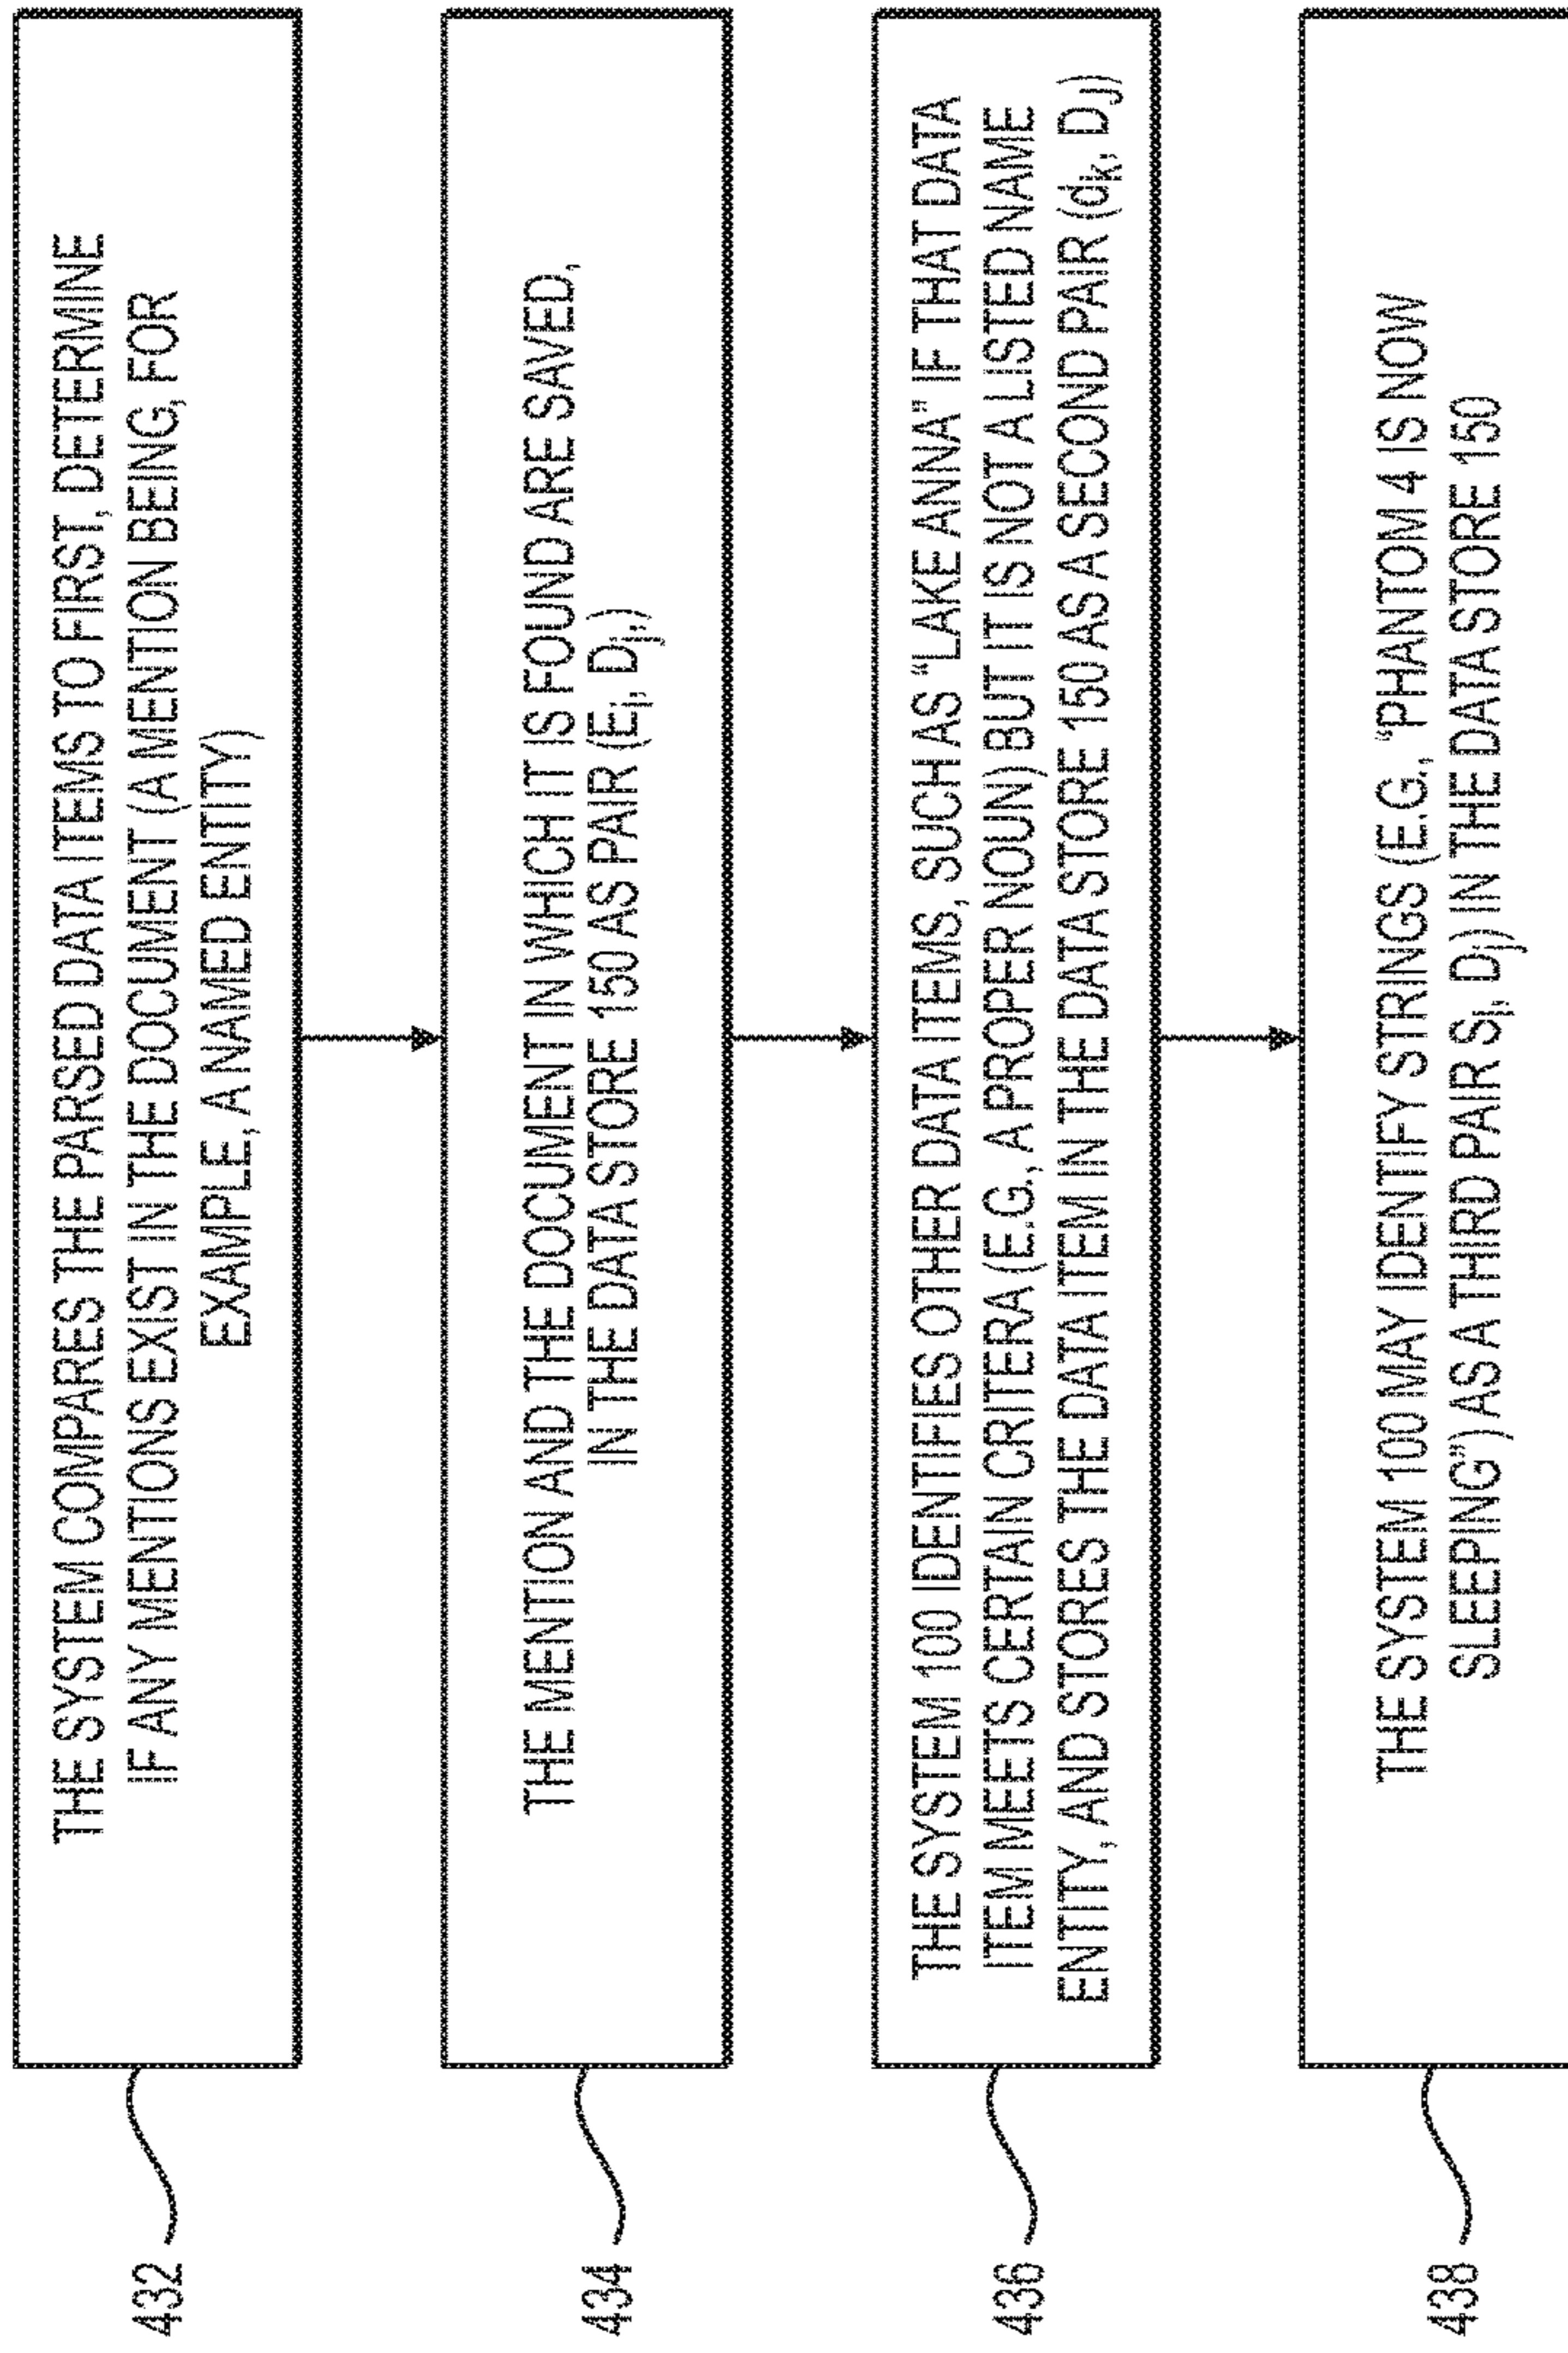 432
THE SYSTEM COMPARES THE PARSED DATA ITEMS TO FIRST, DETERMINE
IF ANY MENTIONS EXIST IN THE DOCUMENT (A MENTION BEING, FOR
EXAMPLE, A NAMED ENTITY)
434
THE MENTION AND THE DOCUMENT IN WHICH IT IS FOUND ARE SAVED,
IN THE DATA STORE 150 AS PAIR (Ei, Dj,)
436
THE SYSTEM 100 IDENTIFIES OTHER DATA ITEMS, SUCH AS “LAKE ANNA” IF THAT DATA
ITEM MEETS CERTAIN CRITERA (E.G., A PROPER NOUN) BUT IT IS NOT A LISTED NAME
ENTITY, AND STORES THE DATA ITEM IN THE DATA STORE 150 AS A SECOND PAIR (dk, DJ)
438
THE SYSTEM 100 MAY IDENTIFY STRINGS (E.G., “PHANTOM 4 IS NOW
SLEEPING”) AS A THIRD PAIR Si, Dj) IN THE DATA STORE 150